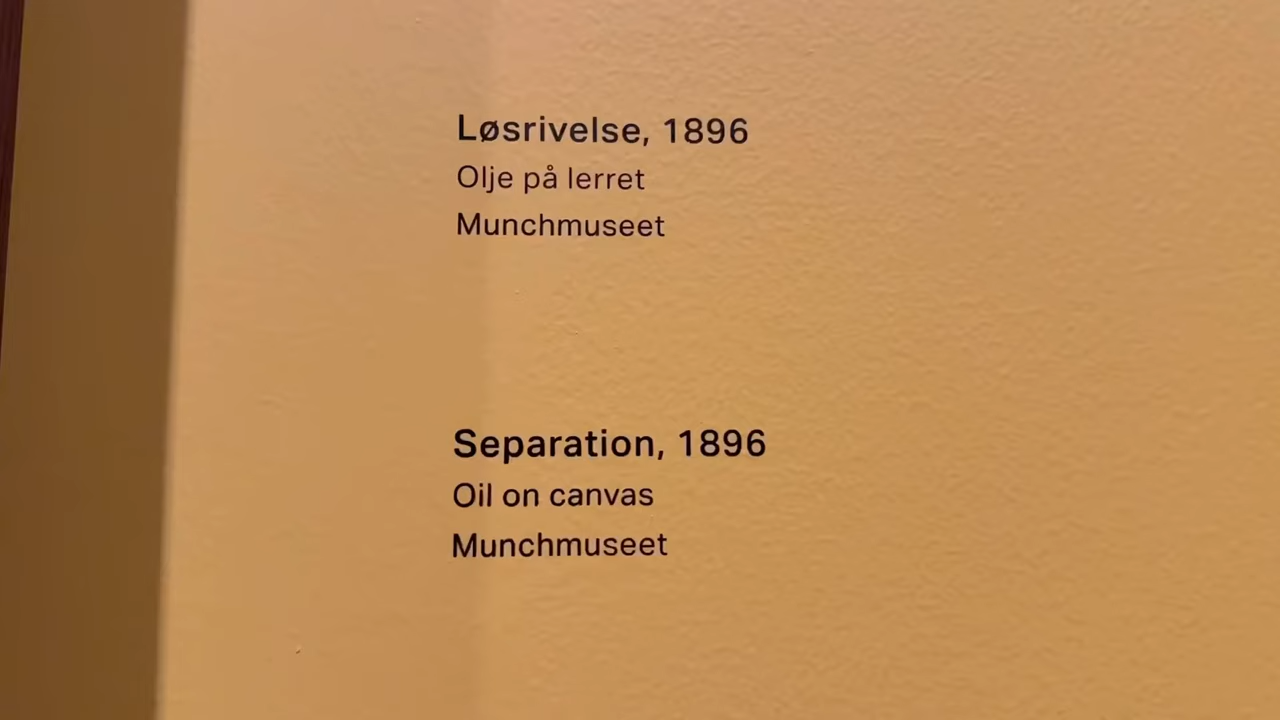 Løsrivelse, 1896
Olje på lerret
Munchmuseet
Separation, 1896
Oil on canvas
Munchmuseet